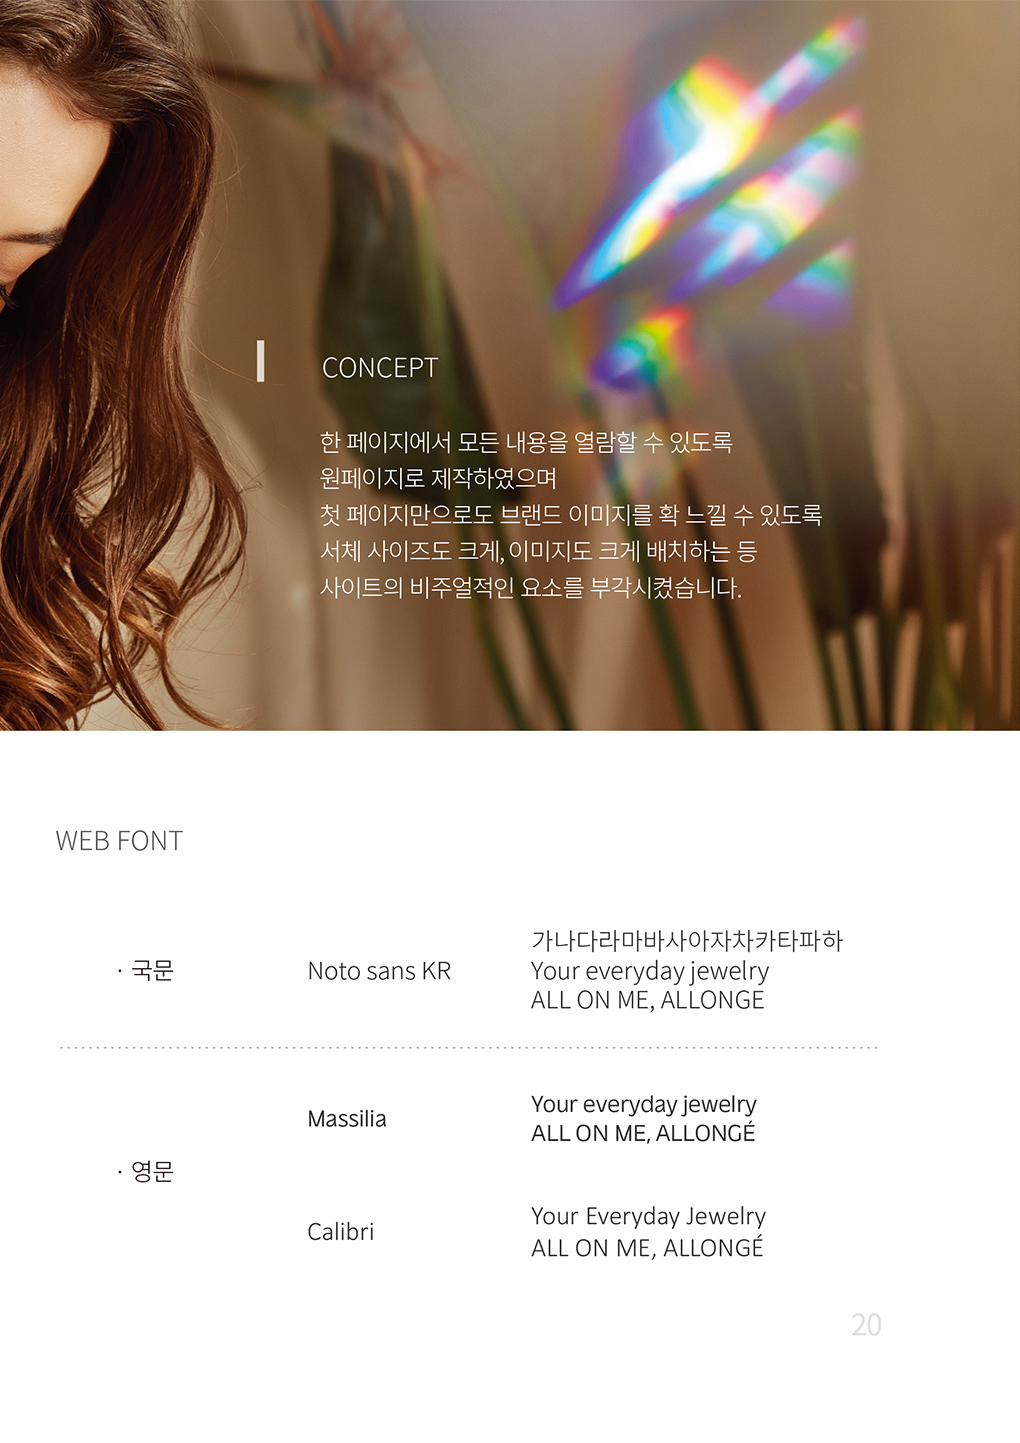 CONCEPT
한 페이지에서 모든 내용을 열람할 수 있도록
원페이지로 제작하였으며
첫 페이지만으로도 브랜드 이미지를 확 느낄 수 있도록
서체 사이즈도 크게, 이미지도 크게 배치하는 등
사이트의 비주얼적인 요소를 부각시켰습니다.
WEB FONT
· 국문
Noto sans KR
가나다라마바사아자차카타파하
Your everyday jewelry
ALL ON ME, ALLONGE
· 영문
Massilia
Your everyday jewelry
ALL ON ME, ALLONGÉ
Calibri
Your Everyday Jewelry
ALL ON ME, ALLONGÉ
20